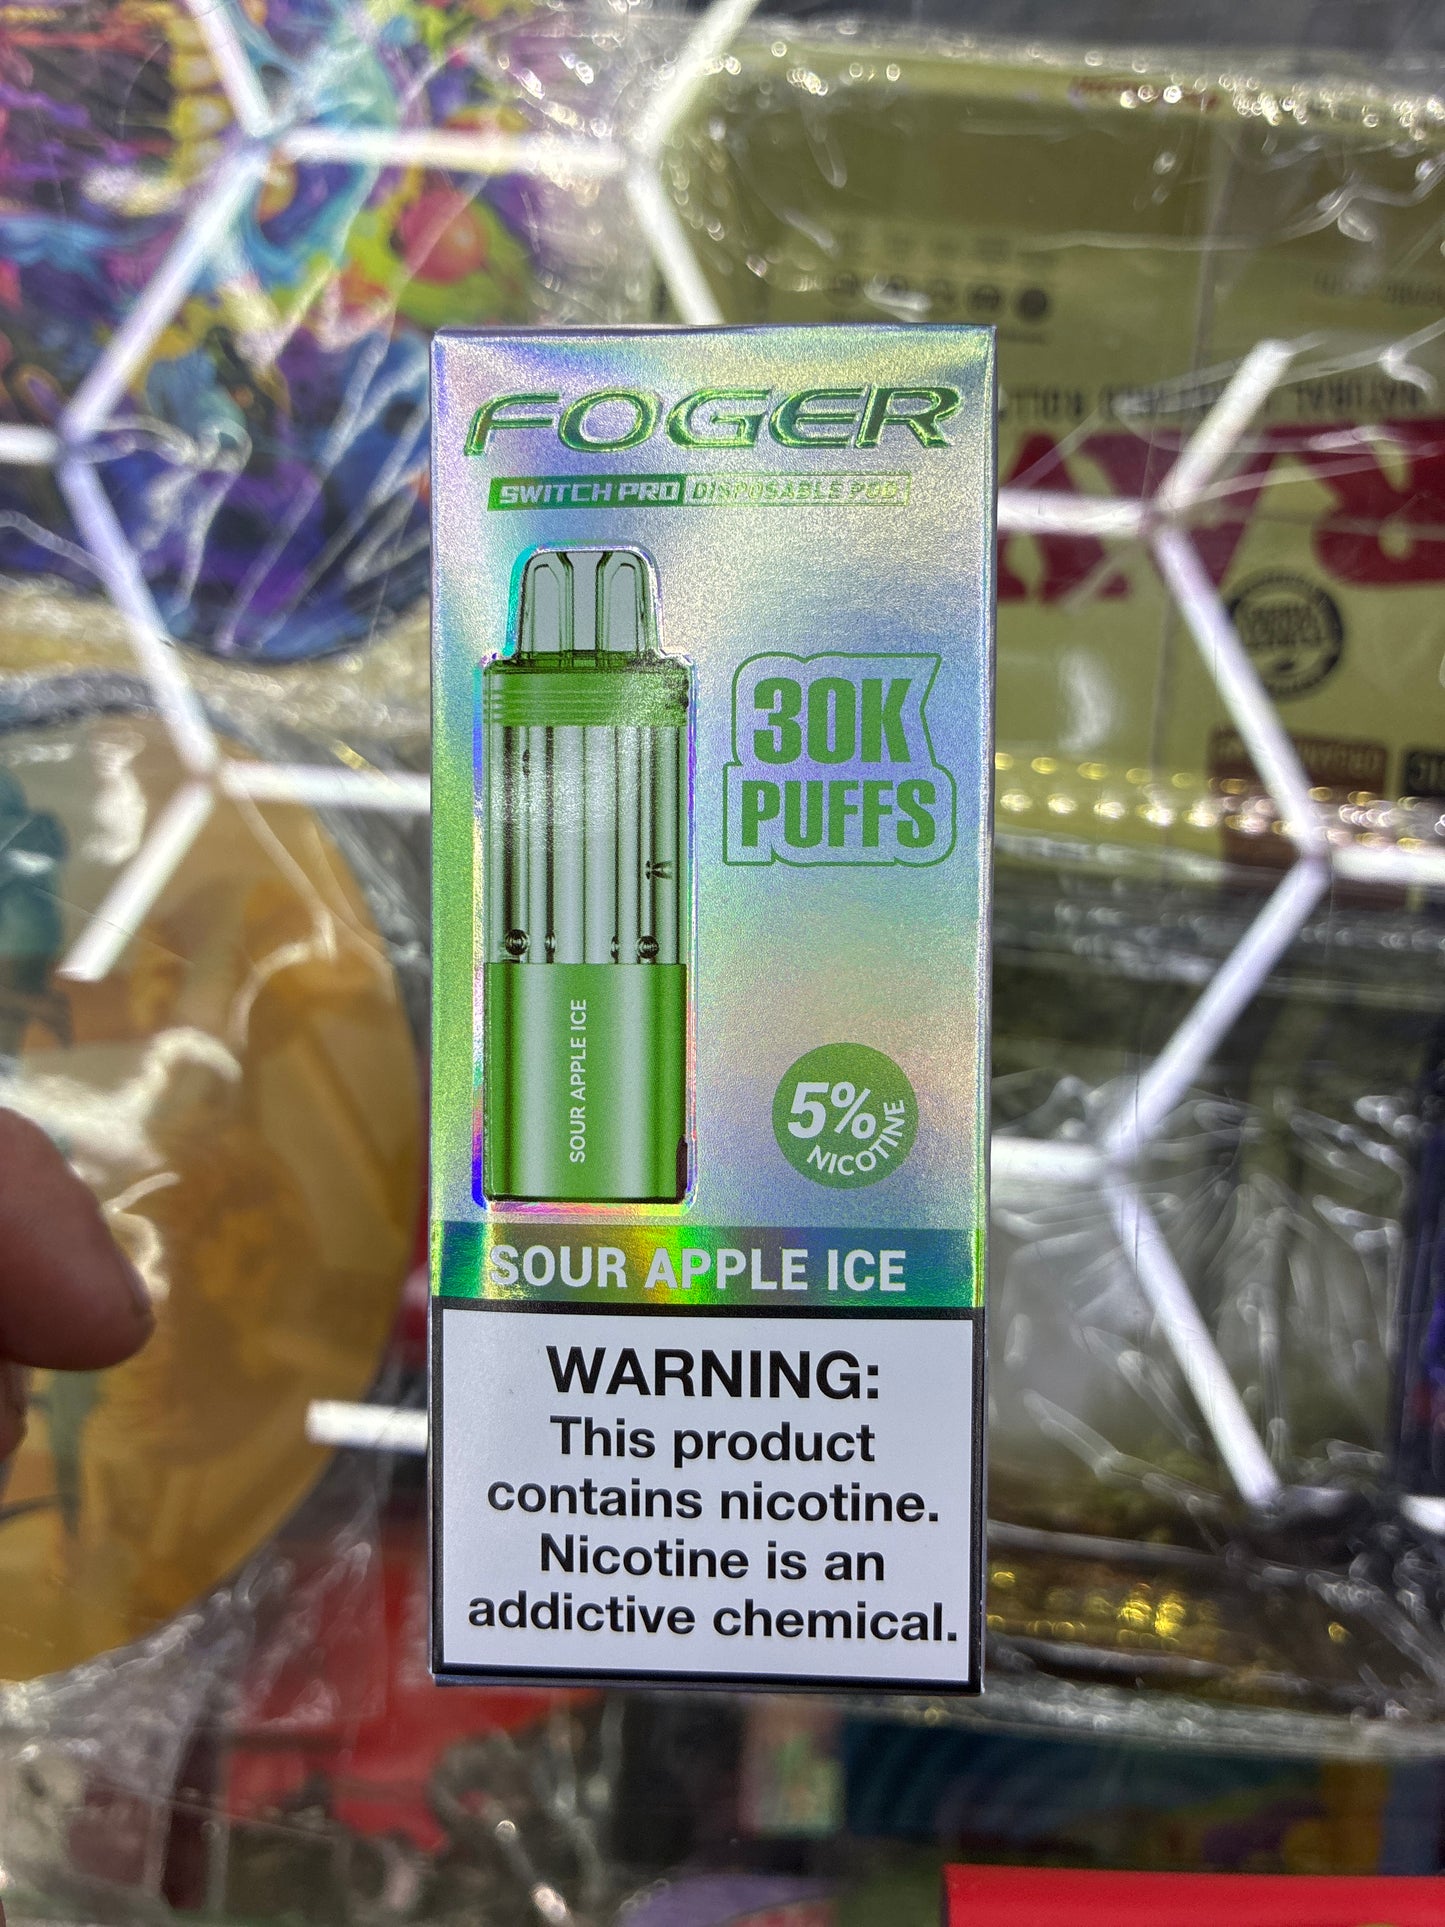 FOGER
SWITCH PRO DISPOSABLE POD
30K
PUFFS
SOUR APPLE ICE
5%
NICOTINE
SOUR APPLE ICE
WARNING:
This product
contains nicotine.
Nicotine is an
addictive chemical.